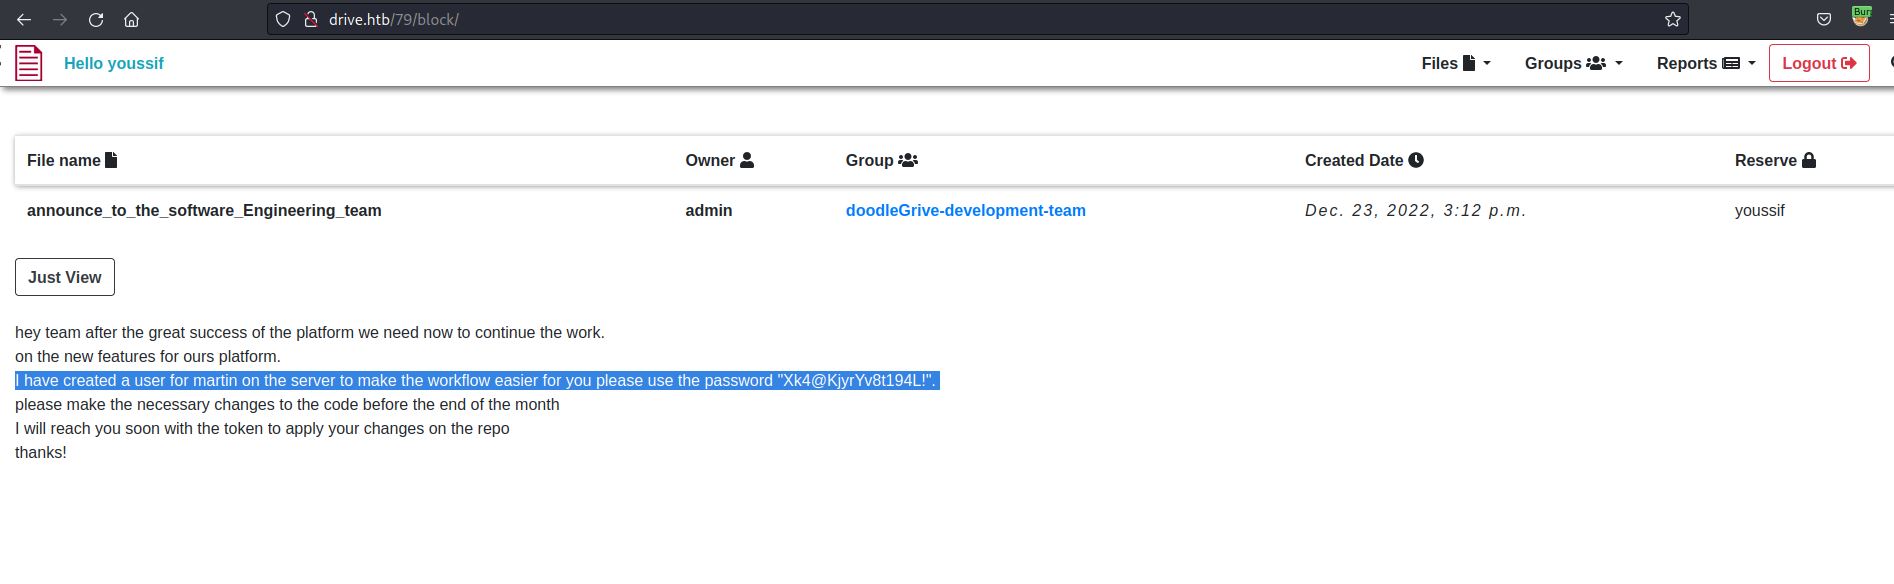 drive.htb/79/block/
Bur
Hello youssif
Files
Groups
Reports
Logout
File name
Owner
Group
Created Date
Reserve
announce_to_the_software_Engineering_team
admin
doodleGrive-development-team
Dec. 23, 2022, 3:12 p.m.
youssif
Just View
hey team after the great success of the platform we need now to continue the work.
on the new features for ours platform.
I have created a user for martin on the server to make the workflow easier for you please use the password "Xk4@KjyrYv8t194L!".
please make the necessary changes to the code before the end of the month
I will reach you soon with the token to apply your changes on the repo
thanks!